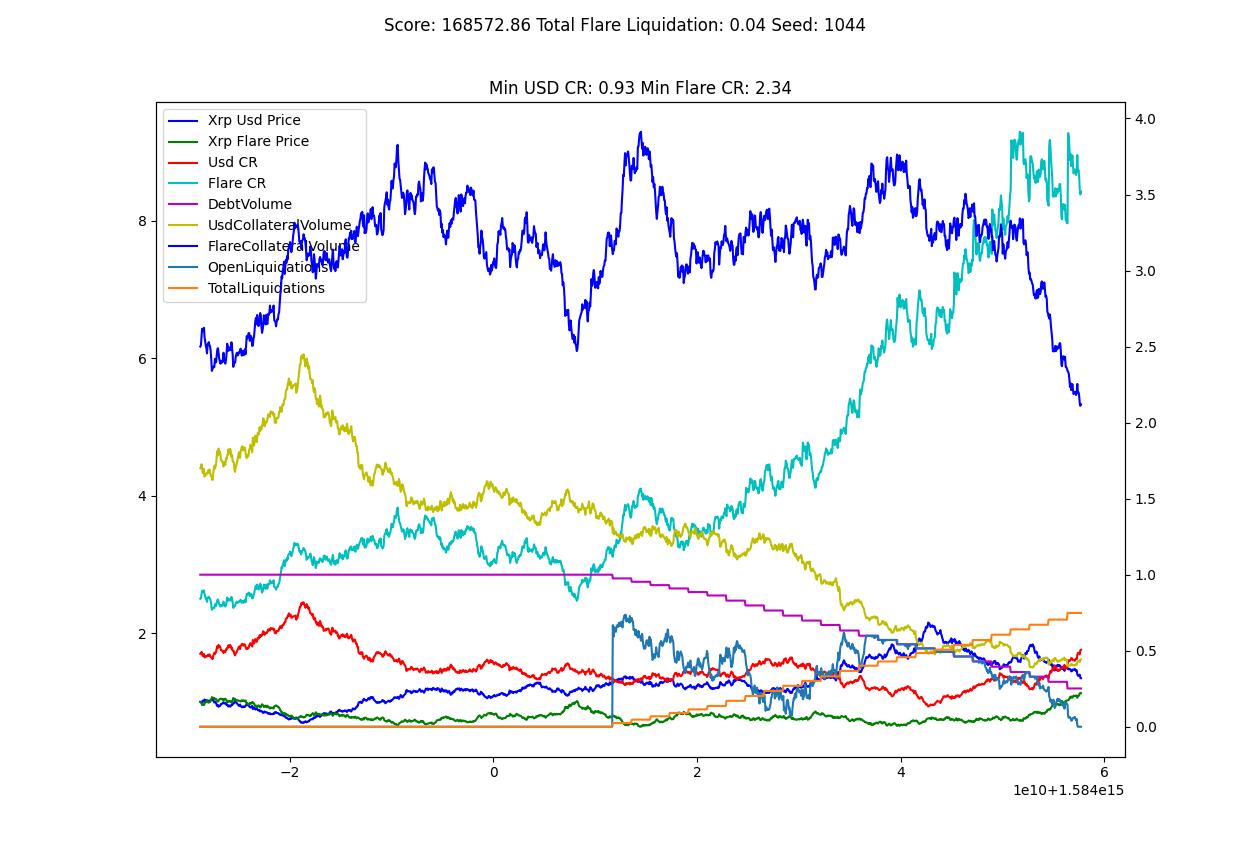 Score: 168572.86 Total Flare Liquidation: 0.04 Seed: 1044
Min USD CR: 0.93 Min Flare CR: 2.34
Xrp Usd Price
Xrp Flare Price
Usd CR
Flare CR
DebtVolume
UsdCollateralVolume
FlareCollateralVolume
OpenLiquidations
TotalLiquidations
8
6
4
2
4.0
3.5
3.0
2.5
2.0
1.5
1.0
0.5
0.0
−2 0 2 4 6
1e10+1.584e15